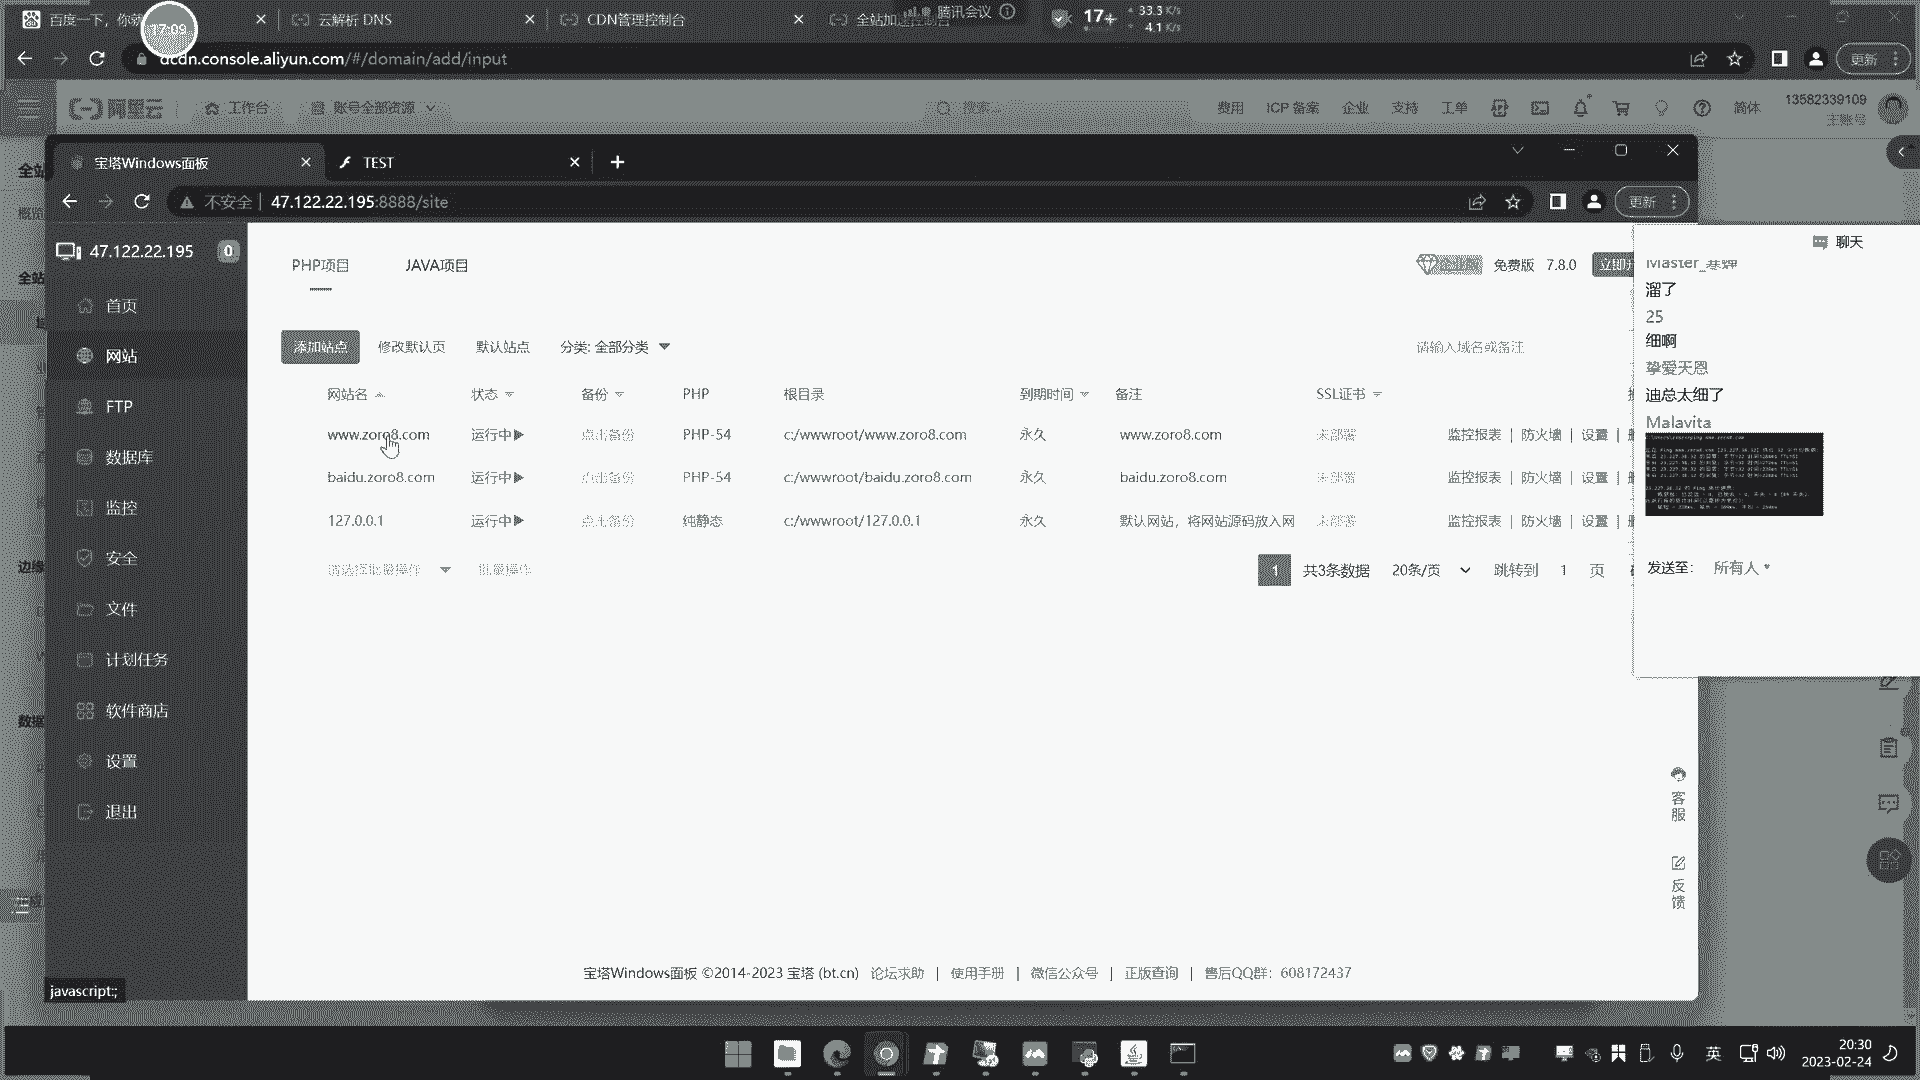 百度一下，你
云解析 DNS
CDN管理控制台
全站加速控制台
腾讯会议
17+
33.3 K/s
4.1 K/s
17:09
dcdn.console.aliyun.com/#/domain/add/input
更新
阿里云
工作台
账号全部资源
搜索...
费用
ICP 备案
企业
支持
工单
简体
13582339109
主账号
宝塔Windows面板
TEST
不安全
47.122.22.195:8888/site
更新
47.122.22.195
0
首页
网站
FTP
数据库
监控
安全
文件
计划任务
软件商店
设置
退出
PHP项目
JAVA项目
企业版
免费版 7.8.0
立即
添加站点
修改默认页
默认站点
分类: 全部分类
请输入域名或备注
网站名
状态
备份
PHP
根目录
到期时间
备注
SSL证书
www.zoro8.com 运行中 点击备份 PHP-54 c:/wwwroot/www.zoro8.com 永久 www.zoro8.com 未部署 监控报表 | 防火墙 | 设置 |
baidu.zoro8.com 运行中 点击备份 PHP-54 c:/wwwroot/baidu.zoro8.com 永久 baidu.zoro8.com 未部署 监控报表 | 防火墙 | 设置 |
127.0.0.1 运行中 点击备份 纯静态 c:/wwwroot/127.0.0.1 永久 默认网站，将网站源码放入网 未部署 监控报表 | 防火墙 | 设置 |
请选择批量操作
批量操作
1
共3条数据
20条/页
跳转到 1 页
聊天
溜了
25
细啊
挚爱天恩
迪总太细了
Malavita
发送至： 所有人
客服
反馈
宝塔Windows面板 ©2014-2023 宝塔 (bt.cn) 论坛求助 | 使用手册 | 微信公众号 | 正版查询 | 售后QQ群：608172437
javascript:;
英
20:30
2023-02-24